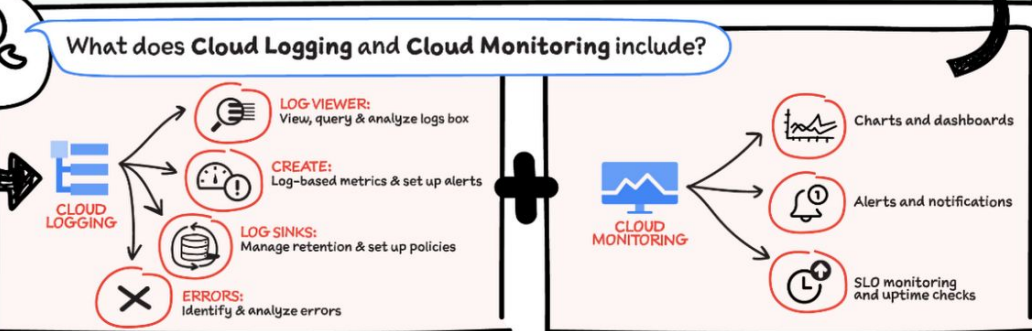 What does Cloud Logging and Cloud Monitoring include?
CLOUD
LOGGING
LOG VIEWER:
View, query & analyze logs box
CREATE:
Log-based metrics & set up alerts
LOG SINKS:
Manage retention & set up policies
ERRORS:
Identify & analyze errors
CLOUD
MONITORING
Charts and dashboards
1
Alerts and notifications
SLO monitoring
and uptime checks